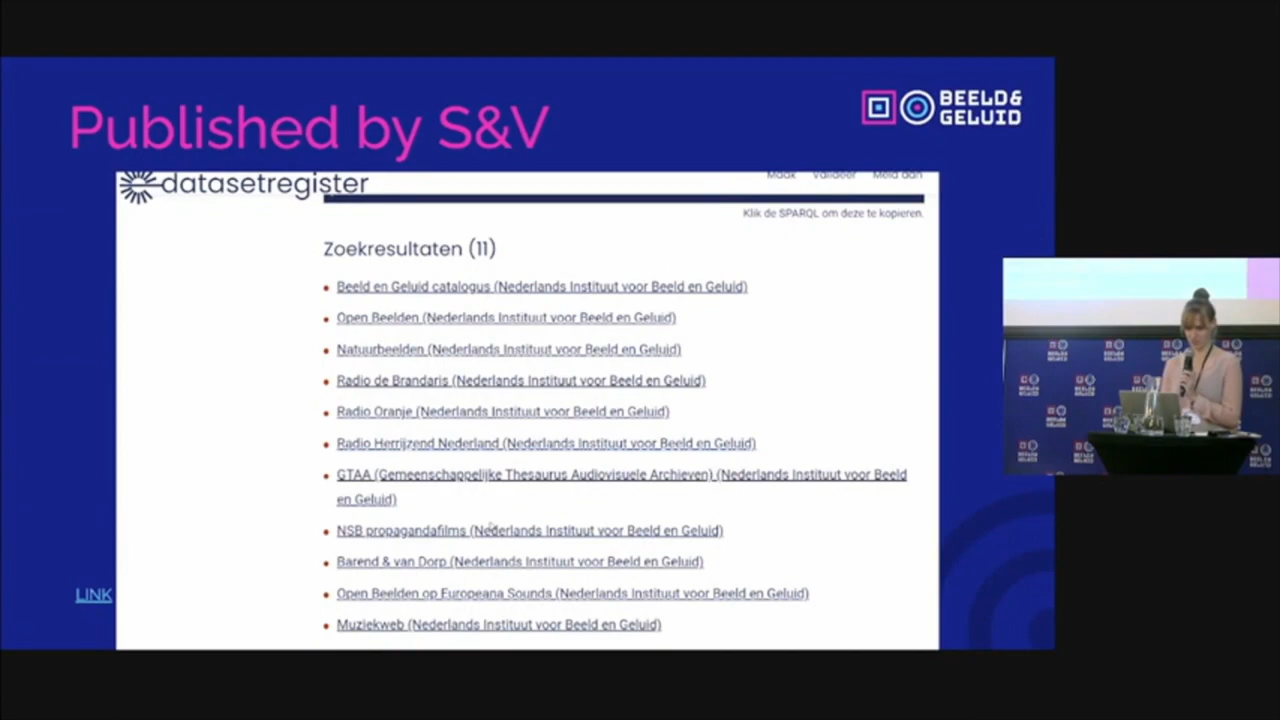 Published by S&V
BEELD&
GELUID
datasetregister
Maak Valideer Meld aan
Klik de SPARQL om deze te kopieren.
Zoekresultaten (11)
Beeld en Geluid catalogus (Nederlands Instituut voor Beeld en Geluid)
Open Beelden (Nederlands Instituut voor Beeld en Geluid)
Natuurbeelden (Nederlands Instituut voor Beeld en Geluid)
Radio de Brandaris (Nederlands Instituut voor Beeld en Geluid)
Radio Oranje (Nederlands Instituut voor Beeld en Geluid)
Radio Herrijzend Nederland (Nederlands Instituut voor Beeld en Geluid)
GTAA (Gemeenschappelijke Thesaurus Audiovisuele Archieven) (Nederlands Instituut voor Beeld
en Geluid)
NSB propagandafilms (Nederlands Instituut voor Beeld en Geluid)
Barend & van Dorp (Nederlands Instituut voor Beeld en Geluid)
Open Beelden op Europeana Sounds (Nederlands Instituut voor Beeld en Geluid)
Muziekweb (Nederlands Instituut voor Beeld en Geluid)
LINK